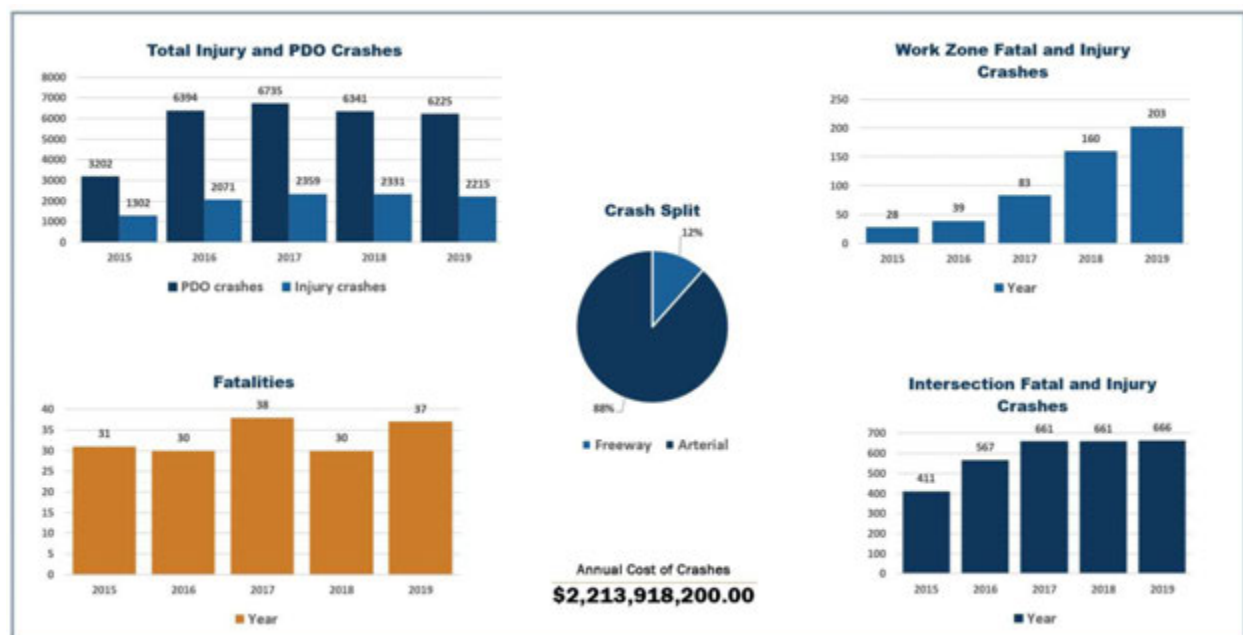 Total Injury and PDO Crashes
8000
7000
6000
5000
4000
3000
2000
1000
0
3202
1302
6394
2071
6735
2359
6341
2331
6225
2215
2015 2016 2017 2018 2019
PDO crashes Injury crashes
Fatalities
40
35
30
25
20
15
10
5
0
31 30 38 30 37
2015 2016 2017 2018 2019
Year
Crash Split
12%
88%
Freeway Arterial
Annual Cost of Crashes
$2,213,918,200.00
Work Zone Fatal and Injury
Crashes
250
200
150
100
50
0
28 39 83 160 203
2015 2016 2017 2018 2019
Year
Intersection Fatal and Injury
Crashes
700
600
500
400
300
200
100
0
411 567 661 661 666
2015 2016 2017 2018 2019
Year